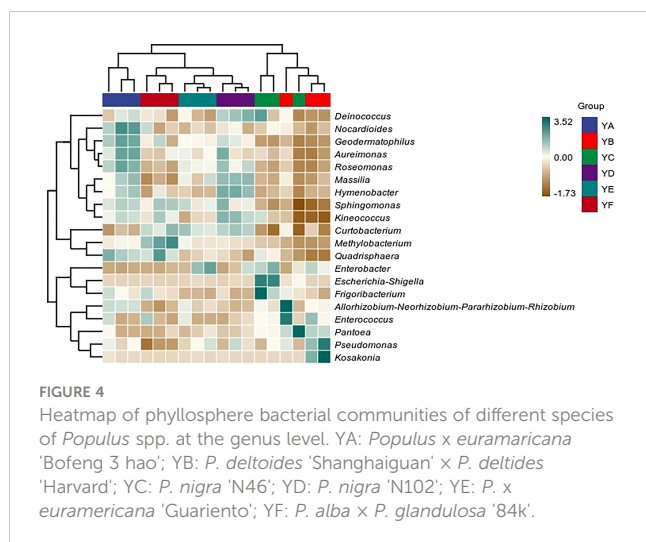 Deinococcus
Nocardioides
Geodermatophilus
Aureimonas
Roseomonas
Massilia
Hymenobacter
Sphingomonas
Kineococcus
Curtobacterium
Methylobacterium
Quadrisphaera
Enterobacter
Escherichia-Shigella
Frigoribacterium
Allorhizobium-Neorhizobium-Pararhizobium-Rhizobium
Enterococcus
Pantoea
Pseudomonas
Kosakonia
3.52
0.00
-1.73
Group
YA
YB
YC
YD
YE
YF
FIGURE 4
Heatmap of phyllosphere bacterial communities of different species
of Populus spp. at the genus level. YA: Populus x euramaricana
'Bofeng 3 hao'; YB: P. deltoides 'Shanghaiguan' × P. deltides
'Harvard'; YC: P. nigra 'N46'; YD: P. nigra 'N102'; YE: P. x
euramericana 'Guariento'; YF: P. alba × P. glandulosa '84k'.